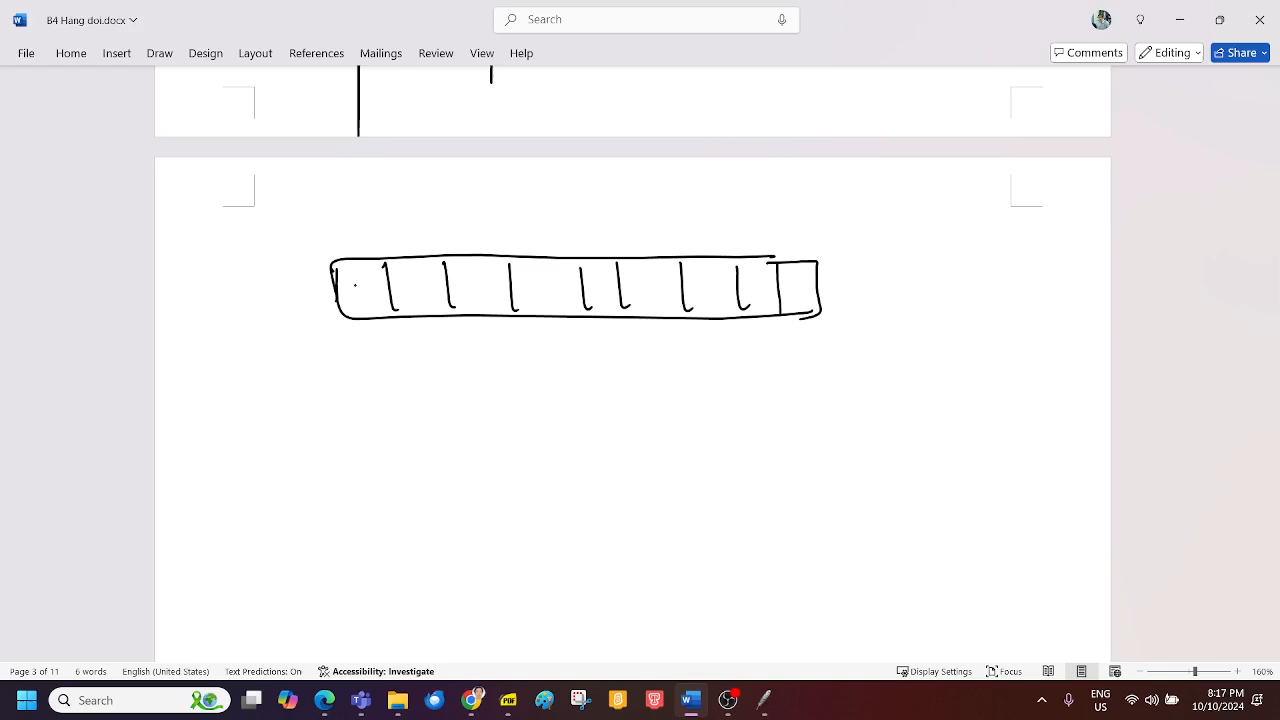 B4 Hang doi.docx
Search
File Home Insert Draw Design Layout References Mailings Review View Help
Comments Editing Share
Page 3 of 11 6 words English (United States) Text Predictions: On Accessibility: Investigate
Display Settings Focus 160%
Search
PDF
ENG
US
8:17 PM
10/10/2024